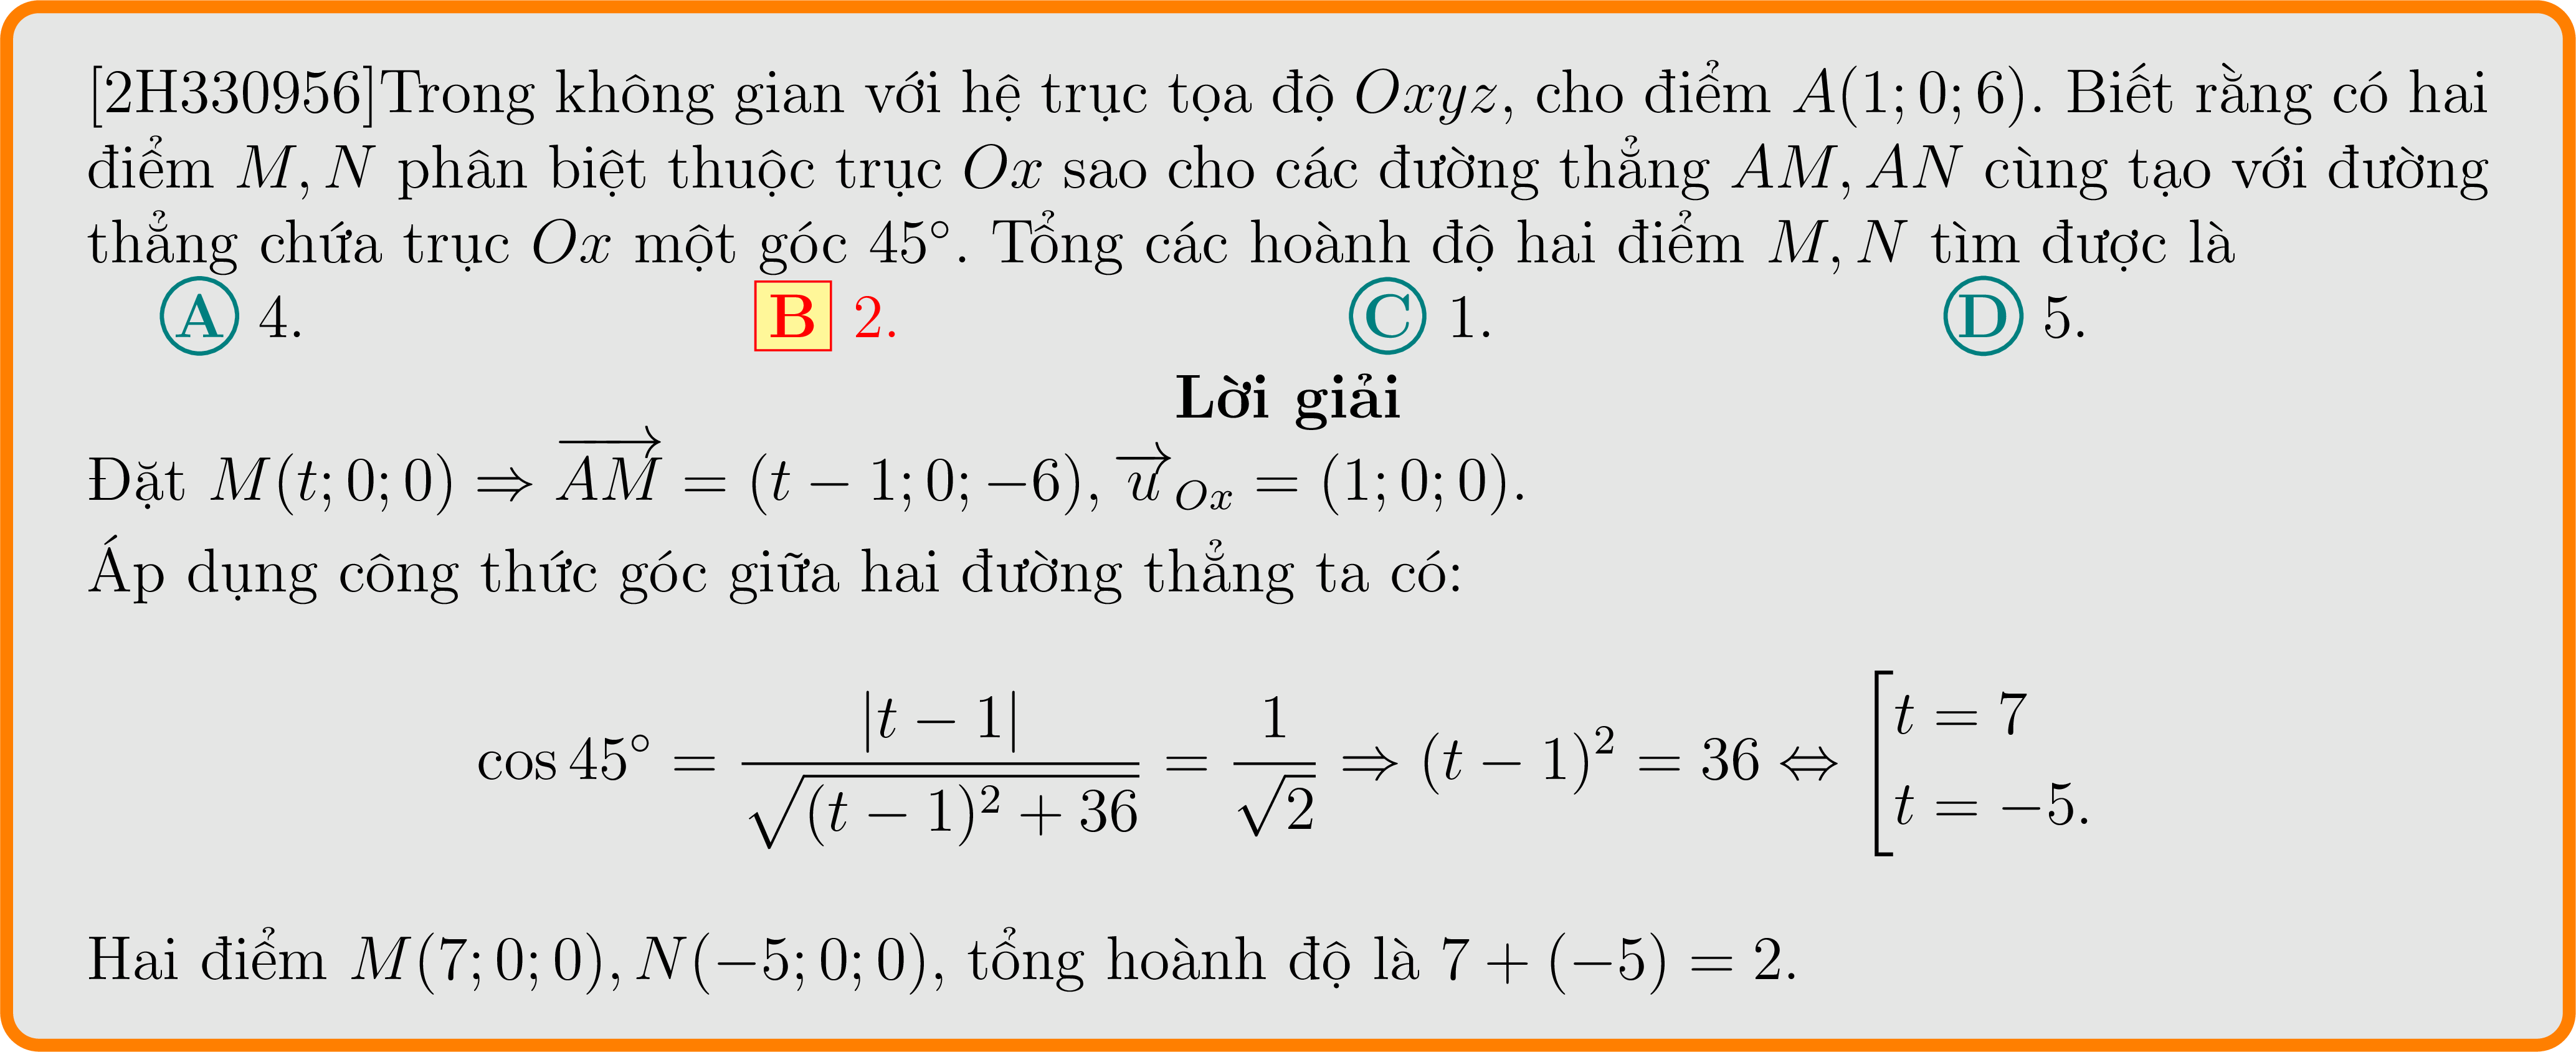 [2H330956]Trong không gian với hệ trục tọa độ $Oxyz$, cho điểm $A(1;0;6)$. Biết rằng có hai
điểm $M, N$ phân biệt thuộc trục $Ox$ sao cho các đường thẳng $AM, AN$ cùng tạo với đường
thẳng chứa trục $Ox$ một góc $45^\circ$. Tổng các hoành độ hai điểm $M, N$ tìm được là
A 4. B 2. C 1. D 5.
Lời giải
Đặt $M(t;0;0) \Rightarrow \overrightarrow{AM} = (t-1;0;-6), \overrightarrow{u}_{Ox} = (1;0;0)$.
Áp dụng công thức góc giữa hai đường thẳng ta có:
$\cos 45^\circ = \dfrac{|t-1|}{\sqrt{(t-1)^2+36}} = \dfrac{1}{\sqrt{2}} \Rightarrow (t-1)^2 = 36 \Leftrightarrow \left[\begin{array}{l} t = 7 \\ t = -5. \end{array}\right.$
Hai điểm $M(7;0;0), N(-5;0;0)$, tổng hoành độ là $7 + (-5) = 2$.